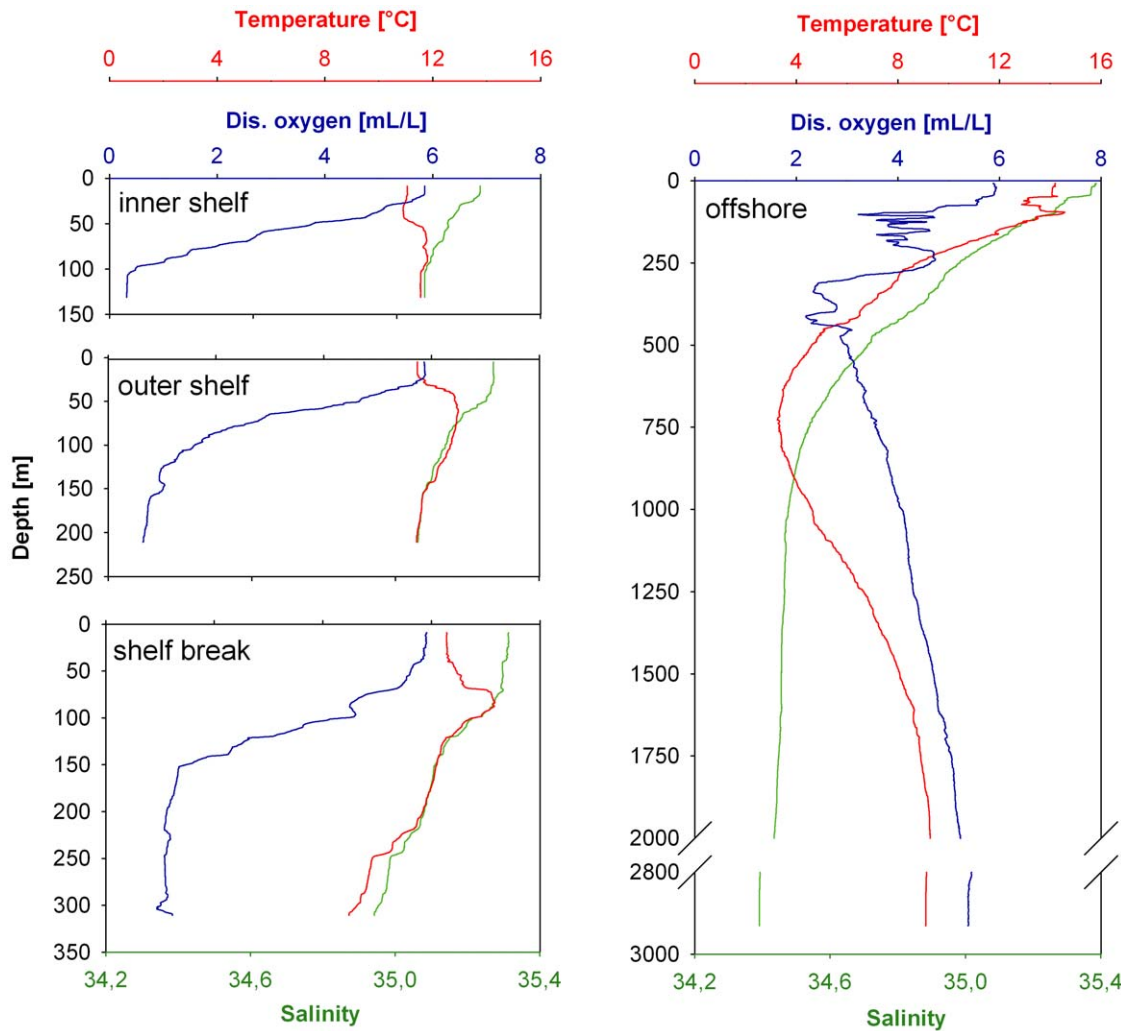 Temperature [°C]
0 4 8 12 16
Dis. oxygen [mL/L]
0 2 4 6 8
0
50
100
150
inner shelf
0
50
100
150
200
250
outer shelf
Depth [m]
0
50
100
150
200
250
300
350
shelf break
34,2 34,6 35,0 35,4
Salinity
Temperature [°C]
0 4 8 12 16
Dis. oxygen [mL/L]
2 4 6 8
0
250
500
750
1000
1250
1500
1750
2000
2800
3000
offshore
34,2 34,6 35,0 35,4
Salinity